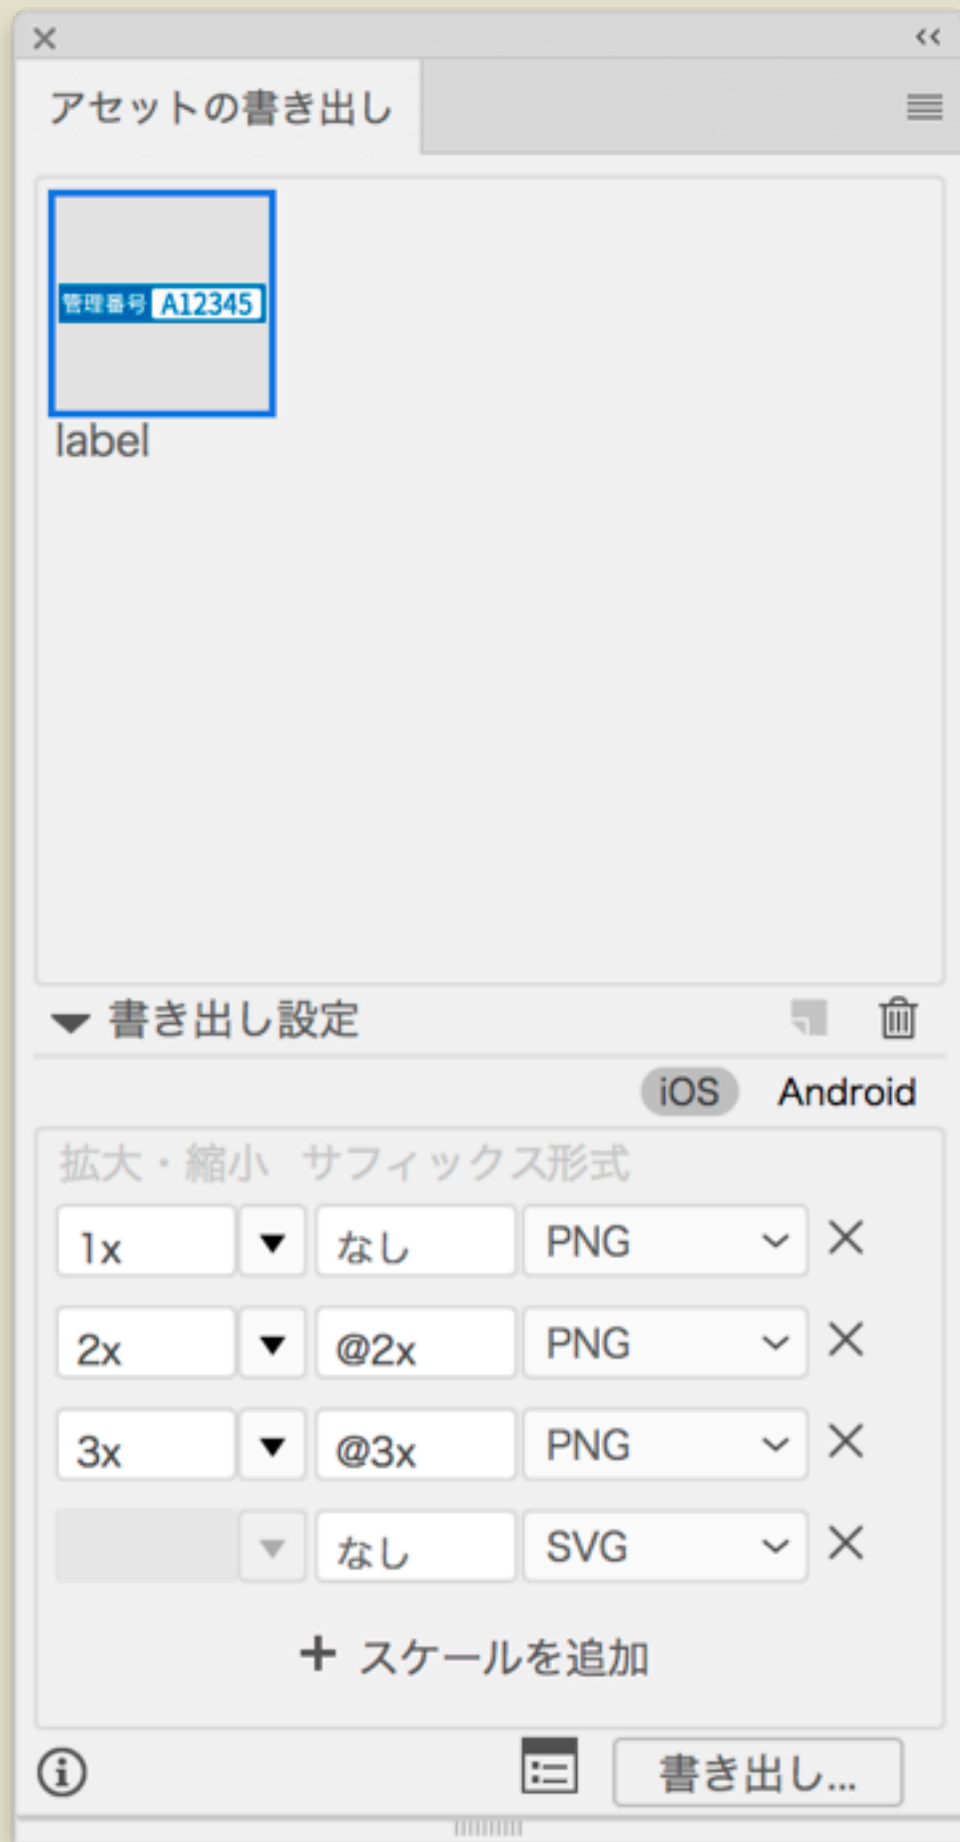 アセットの書き出し
管理番号 A12345
label
書き出し設定
iOS Android
拡大・縮小 サフィックス 形式
1x なし PNG
2x @2x PNG
3x @3x PNG
なし SVG
+ スケールを追加
書き出し...